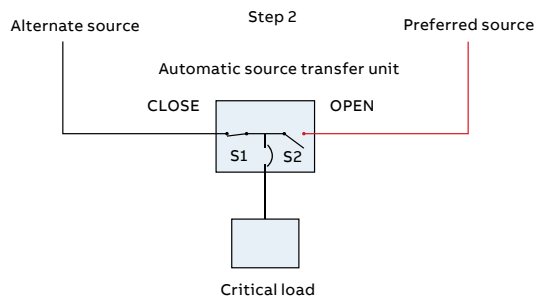 Step 2
Alternate source
Preferred source
Automatic source transfer unit
CLOSE
OPEN
S1
S2
Critical load